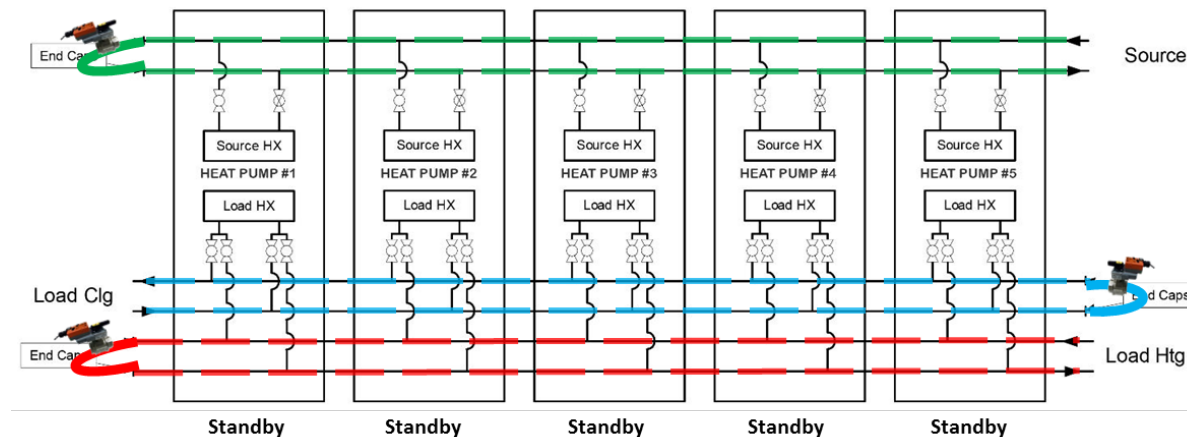 End Caps
Source
Source HX Source HX Source HX Source HX Source HX
HEAT PUMP #1 HEAT PUMP #2 HEAT PUMP #3 HEAT PUMP #4 HEAT PUMP #5
Load HX Load HX Load HX Load HX Load HX
Load Clg
End Caps
End Caps
Load Htg
Standby Standby Standby Standby Standby